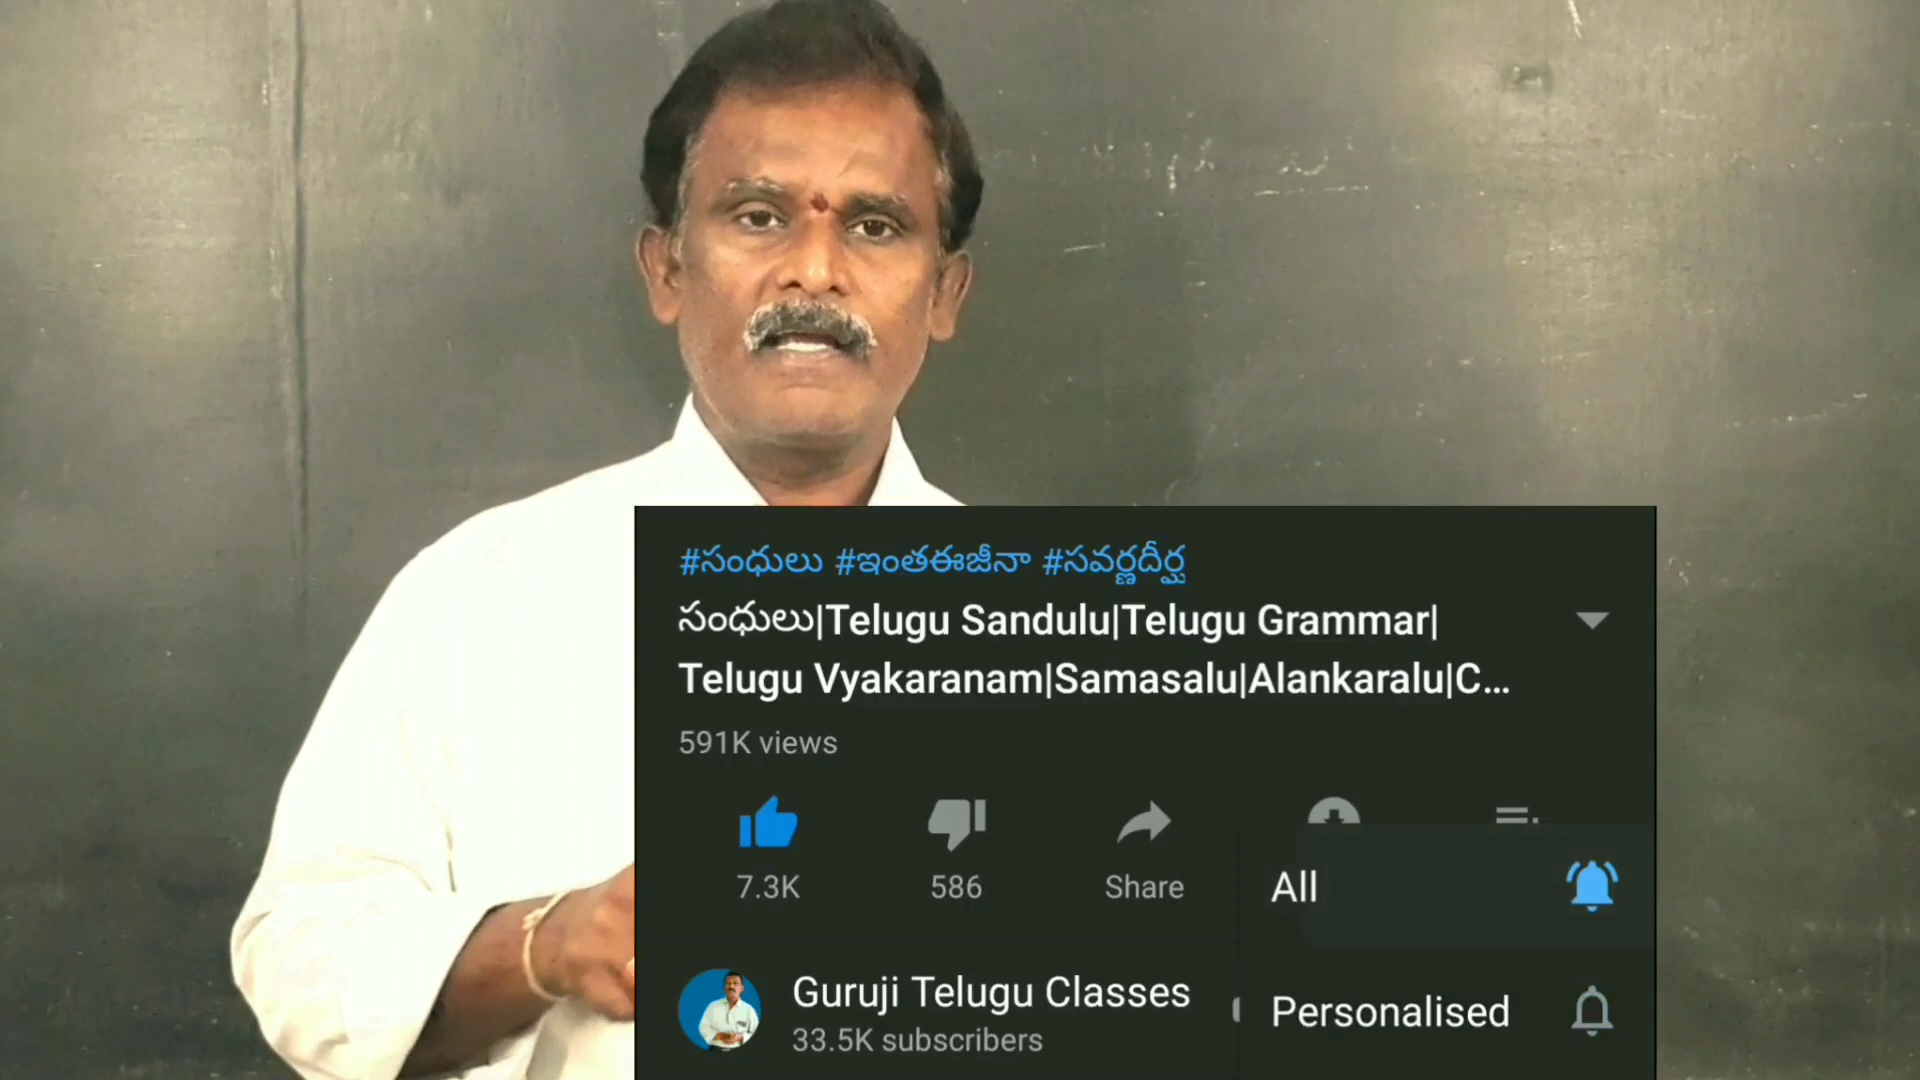 #సంధులు #ఇంతఈజీనా #సవర్ణదీర్ఘ
సంధులు|Telugu Sandulu|Telugu Grammar|
Telugu Vyakaranam|Samasalu|Alankaralu|C...
591K views
7.3K 586 Share
All
Guruji Telugu Classes
33.5K subscribers
Personalised